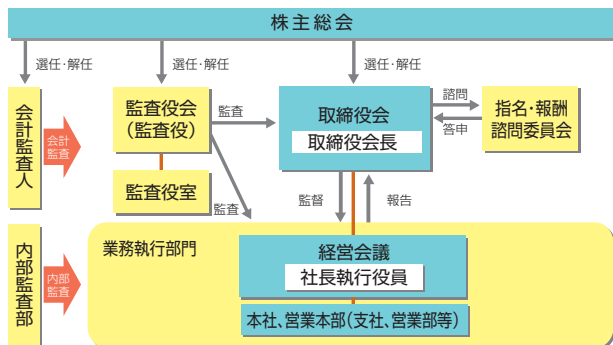 株主総会
選任・解任
選任・解任
選任・解任
会計監査人
会計
監査
監査役会
(監査役)
監査
取締役会
取締役会長
諮問
答申
指名・報酬
諮問委員会
監査役室
監査
監督
報告
内部監査部
内部
監査
業務執行部門
経営会議
社長執行役員
本社、営業本部(支社、営業部等)